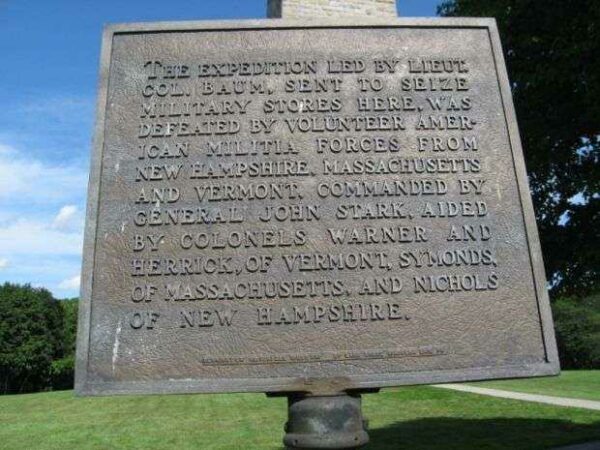 THE EXPEDITION LED BY LIEUT.
COL. BAUM, SENT TO SEIZE
MILITARY STORES HERE, WAS
DEFEATED BY VOLUNTEER AMER-
ICAN MILITIA FORCES FROM
NEW HAMPSHIRE, MASSACHUSETTS
AND VERMONT, COMMANDED BY
GENERAL JOHN STARK, AIDED
BY COLONELS WARNER AND
HERRICK, OF VERMONT, SYMONDS,
OF MASSACHUSETTS, AND NICHOLS
OF NEW HAMPSHIRE.